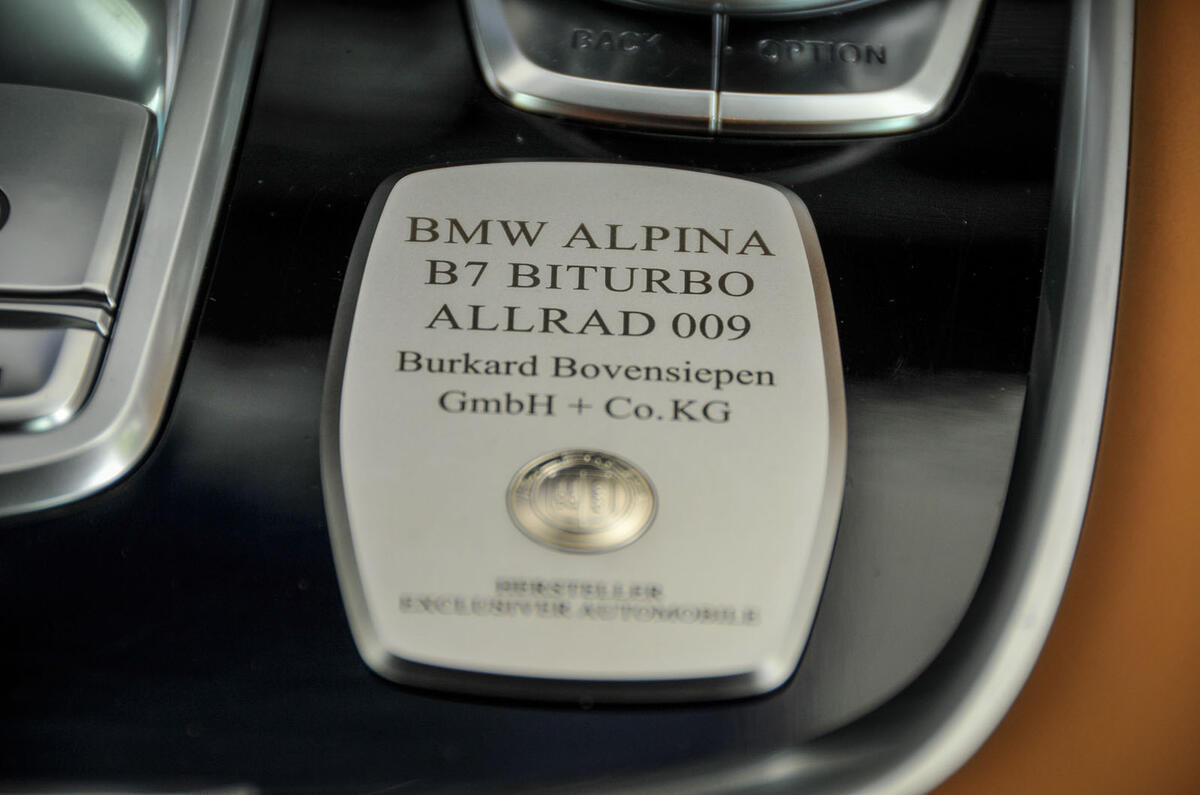 BACK OPTION
BMW ALPINA
B7 BITURBO
ALLRAD 009
Burkard Bovensiepen
GmbH + Co. KG
HERSTELLER
EXCLUSIVER AUTOMOBILE